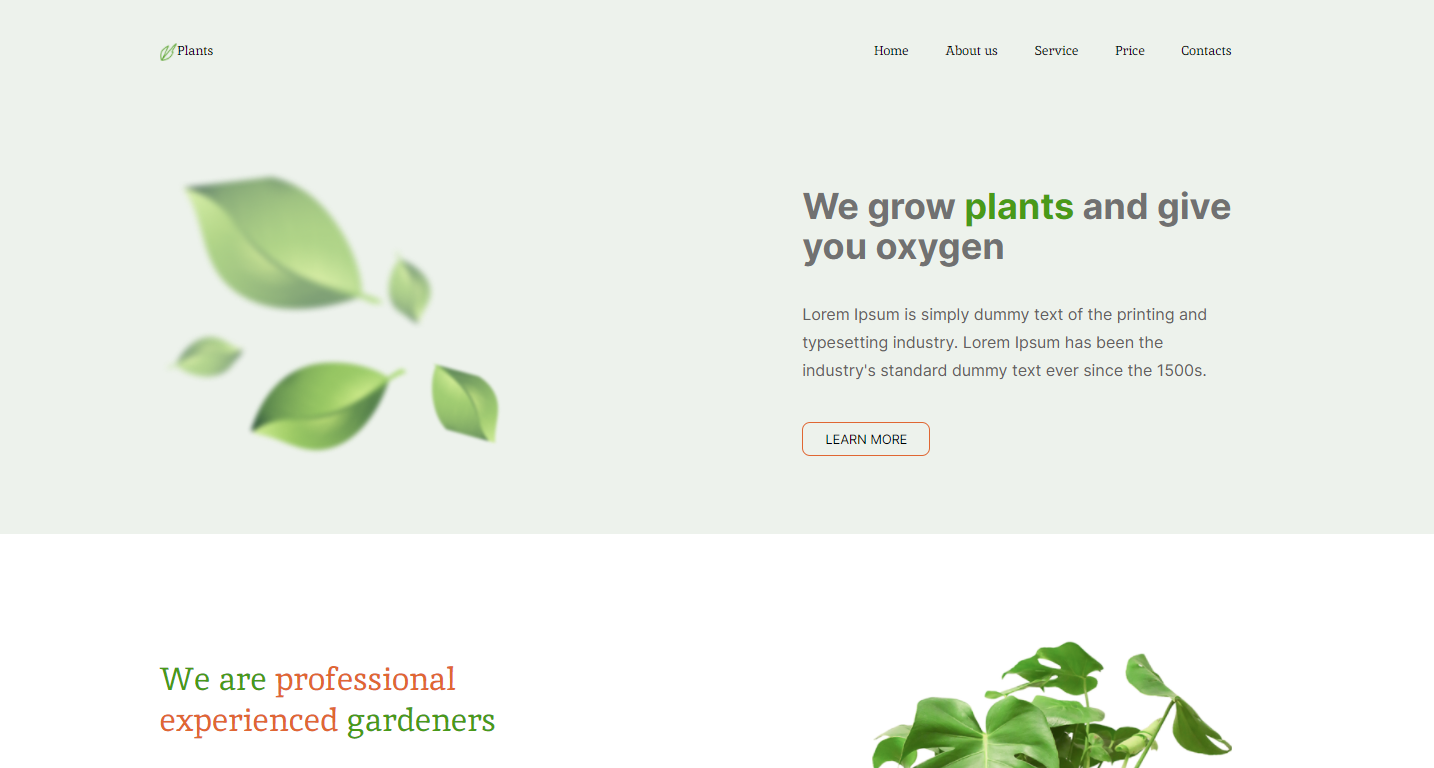 Plants
Home About us Service Price Contacts
We grow plants and give
you oxygen
Lorem Ipsum is simply dummy text of the printing and
typesetting industry. Lorem Ipsum has been the
industry's standard dummy text ever since the 1500s.
LEARN MORE
We are professional
experienced gardeners